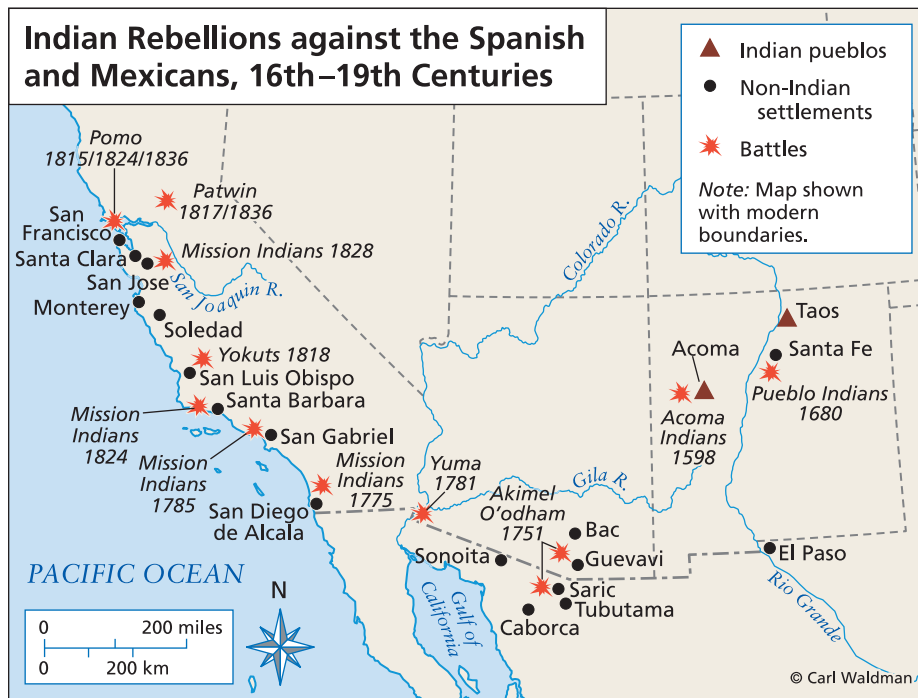 Indian Rebellions against the Spanish
and Mexicans, 16th–19th Centuries
Indian pueblos
Non-Indian
settlements
Battles
Note: Map shown
with modern
boundaries.
Pomo
1815/1824/1836
Patwin
1817/1836
San
Francisco
Santa Clara
Mission Indians 1828
San Jose
San Joaquin R.
Monterey
Soledad
Yokuts 1818
San Luis Obispo
Santa Barbara
Mission
Indians
1824
San Gabriel
Mission
Indians
1785
Mission
Indians
1775
San Diego
de Alcala
Yuma
1781
Colorado R.
Gila R.
Akimel
O'odham
1751
Bac
Guevavi
Sonoita
Saric
Tubutama
Caborca
Acoma
Acoma
Indians
1598
Taos
Santa Fe
Pueblo Indians
1680
El Paso
Rio Grande
PACIFIC OCEAN
Gulf of
California
N
0 200 miles
0 200 km
© Carl Waldman